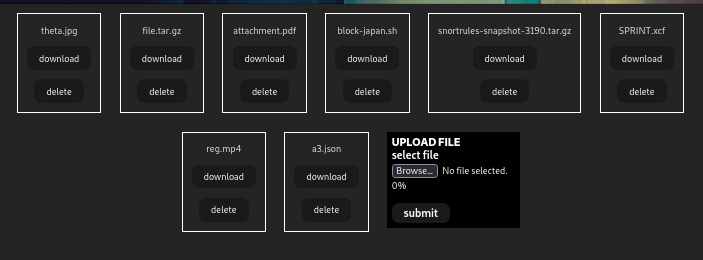 theta.jpg
download
delete
file.tar.gz
download
delete
attachment.pdf
download
delete
block-japan.sh
download
delete
snortrules-snapshot-3190.tar.gz
download
delete
SPRINT.xcf
download
delete
reg.mp4
download
delete
a3.json
download
delete
UPLOAD FILE
select file
Browse... No file selected.
0%
submit